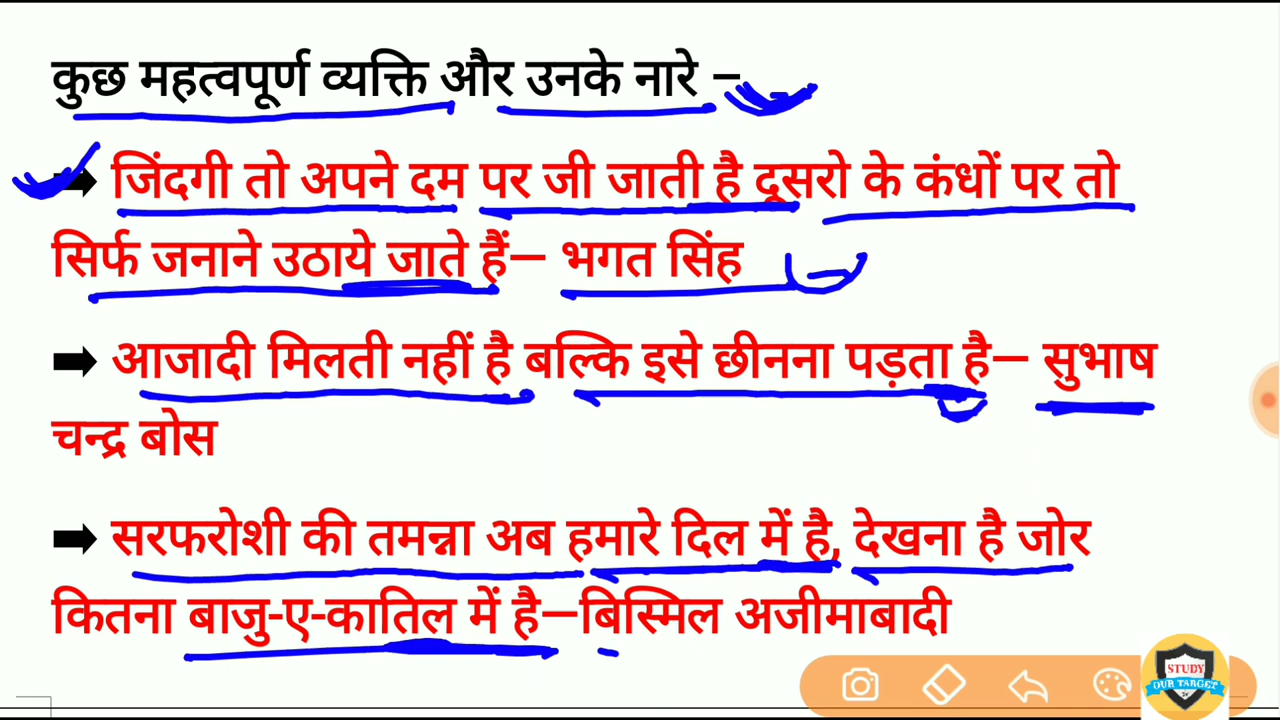 कुछ महत्वपूर्ण व्यक्ति और उनके नारे –
➡ जिंदगी तो अपने दम पर जी जाती है दूसरो के कंधों पर तो
सिर्फ जनाने उठाये जाते हैं– भगत सिंह
➡ आजादी मिलती नहीं है बल्कि इसे छीनना पड़ता है– सुभाष
चन्द्र बोस
➡ सरफरोशी की तमन्ना अब हमारे दिल में है, देखना है जोर
कितना बाजु-ए-कातिल में है–बिस्मिल अजीमाबादी
STUDY
OUR TARGET